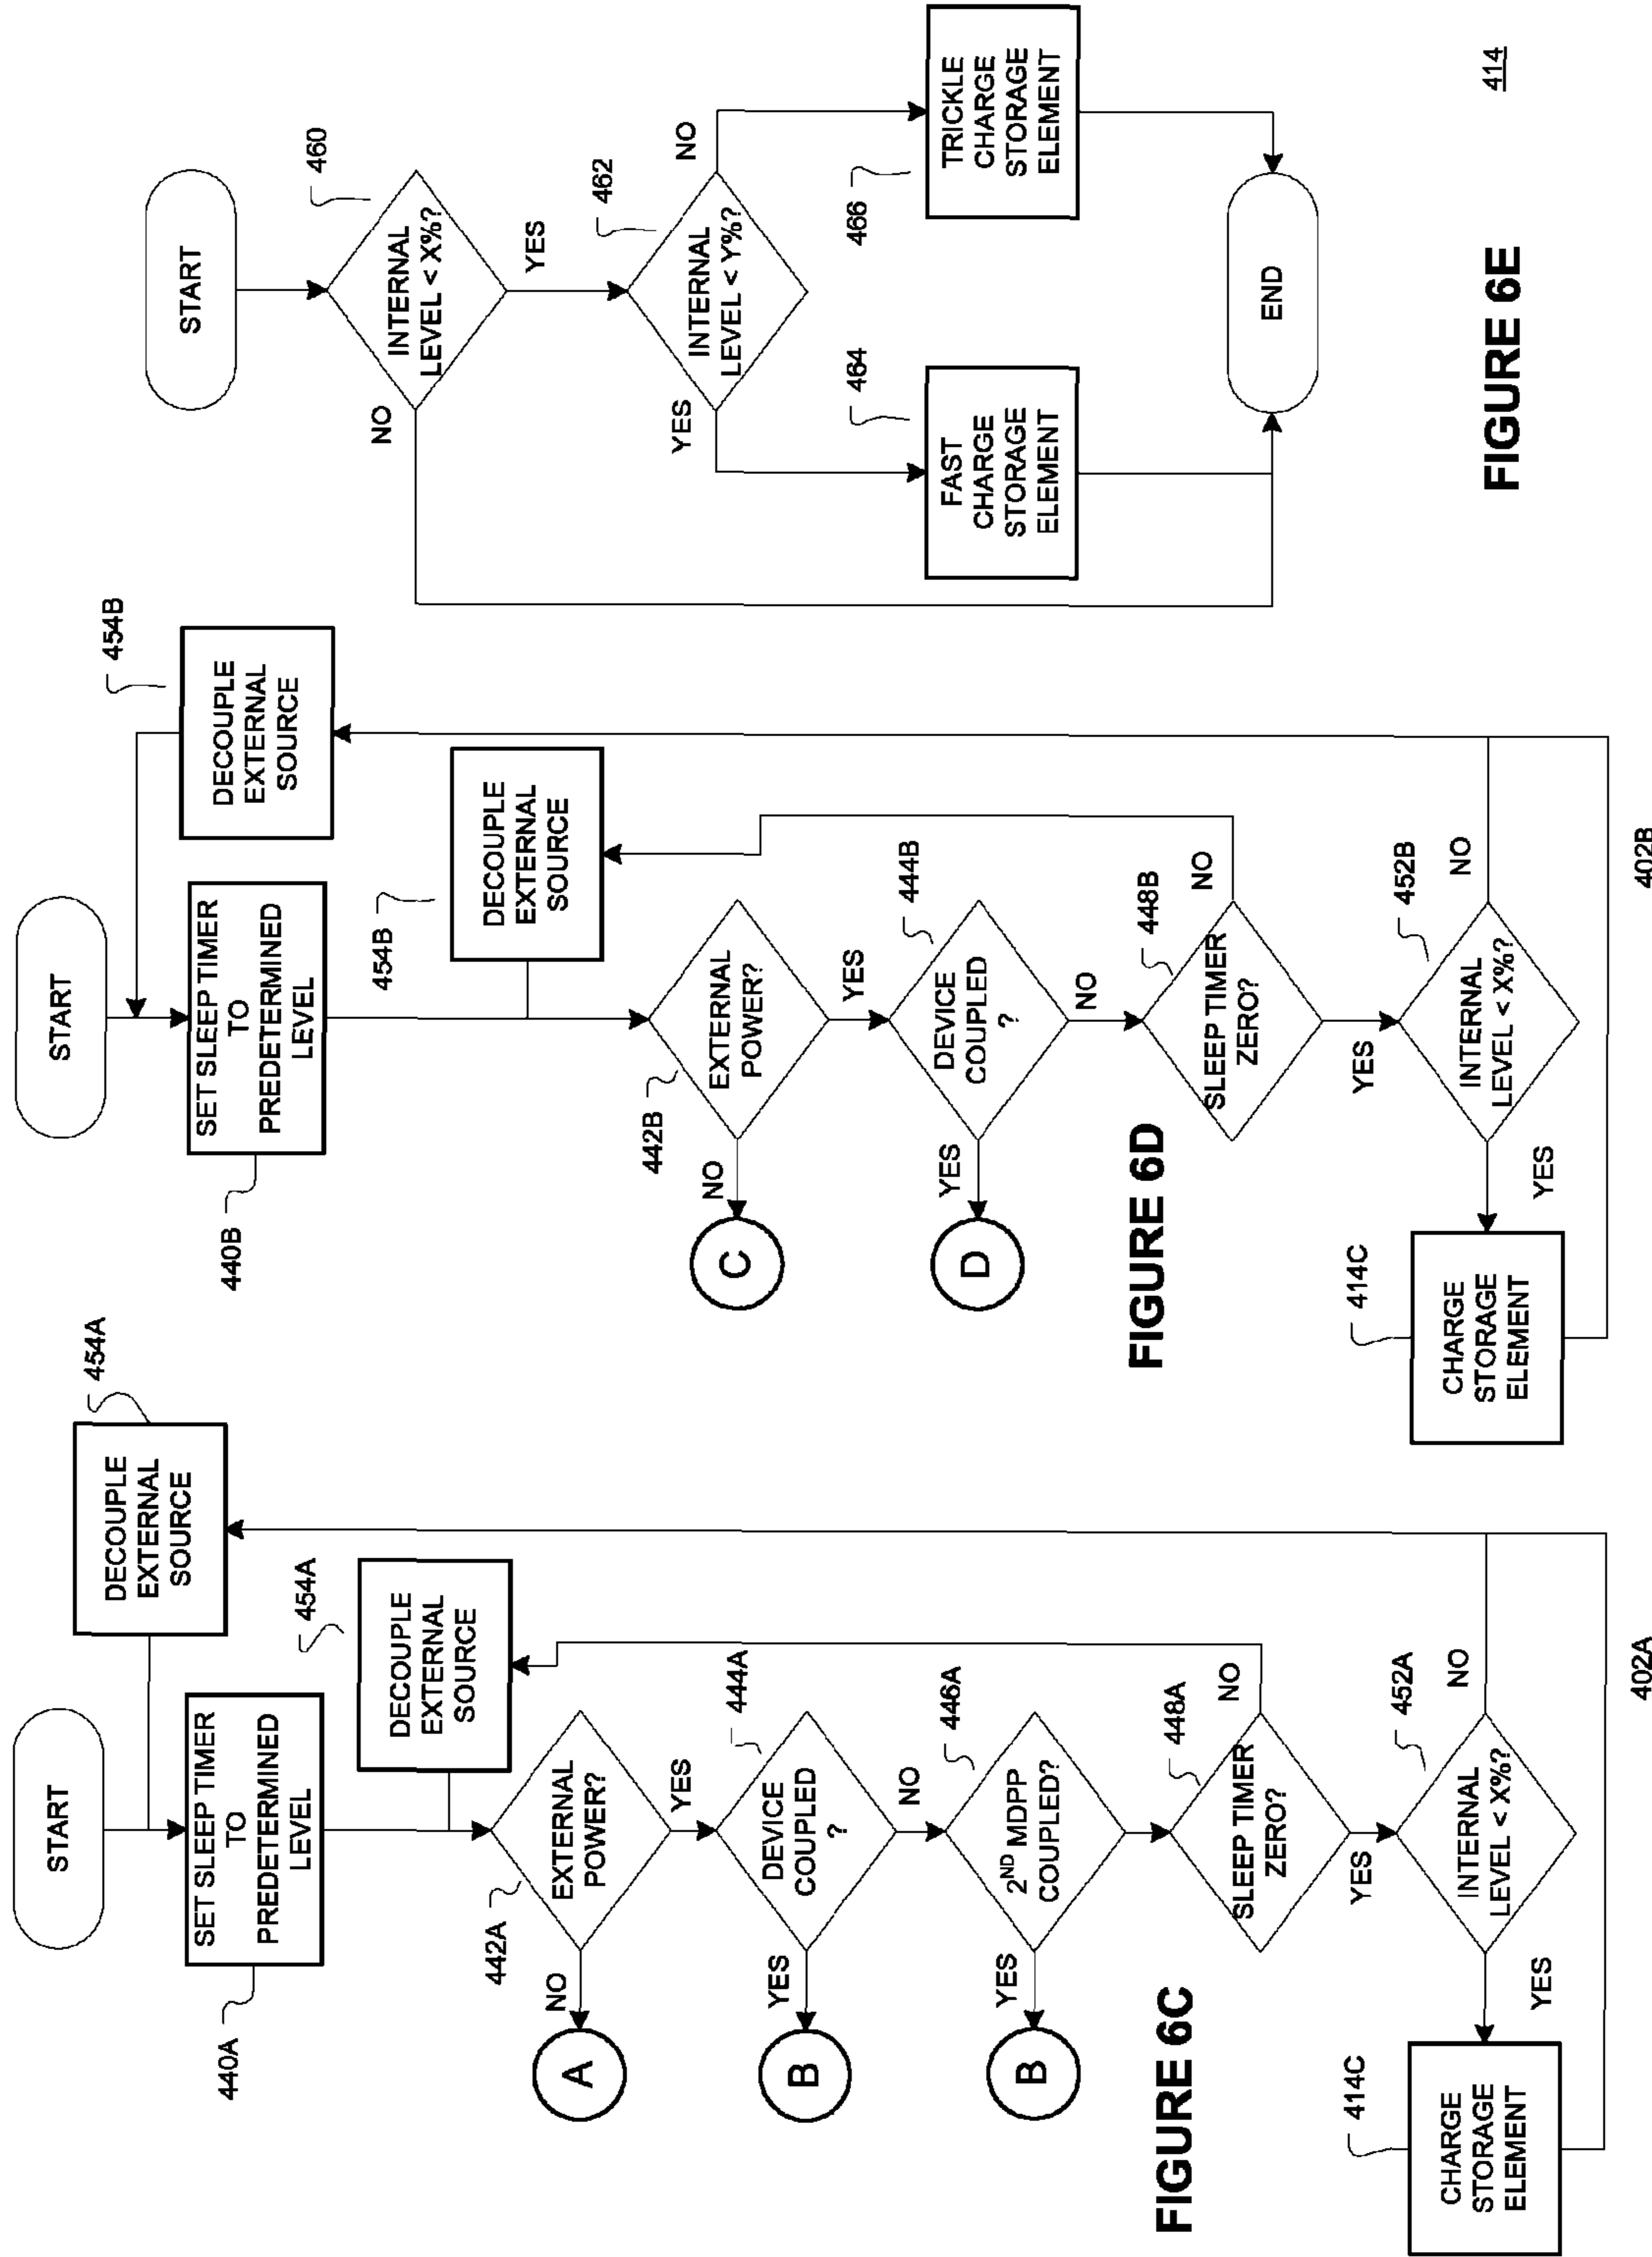 START
454A
DECOUPLE
EXTERNAL
SOURCE
SET SLEEP TIMER
TO
PREDETERMINED
LEVEL
440A
454A
DECOUPLE
EXTERNAL
SOURCE
442A
EXTERNAL
POWER?
NO
A
YES
444A
DEVICE
COUPLED
?
YES
B
NO
446A
2ND MDPP
COUPLED?
YES
B
448A
SLEEP TIMER
ZERO?
NO
YES
452A
INTERNAL
LEVEL < X%?
NO
YES
414C
CHARGE
STORAGE
ELEMENT
402A
FIGURE 6C
START
454B
DECOUPLE
EXTERNAL
SOURCE
SET SLEEP TIMER
TO
PREDETERMINED
LEVEL
440B
454B
DECOUPLE
EXTERNAL
SOURCE
442B
EXTERNAL
POWER?
NO
C
YES
444B
DEVICE
COUPLED
?
YES
D
NO
448B
SLEEP TIMER
ZERO?
NO
YES
452B
INTERNAL
LEVEL < X%?
NO
YES
414C
CHARGE
STORAGE
ELEMENT
402B
FIGURE 6D
START
460
INTERNAL
LEVEL < X%?
NO
YES
462
INTERNAL
LEVEL < Y%?
YES
NO
464
FAST
CHARGE
STORAGE
ELEMENT
466
TRICKLE
CHARGE
STORAGE
ELEMENT
END
414
FIGURE 6E